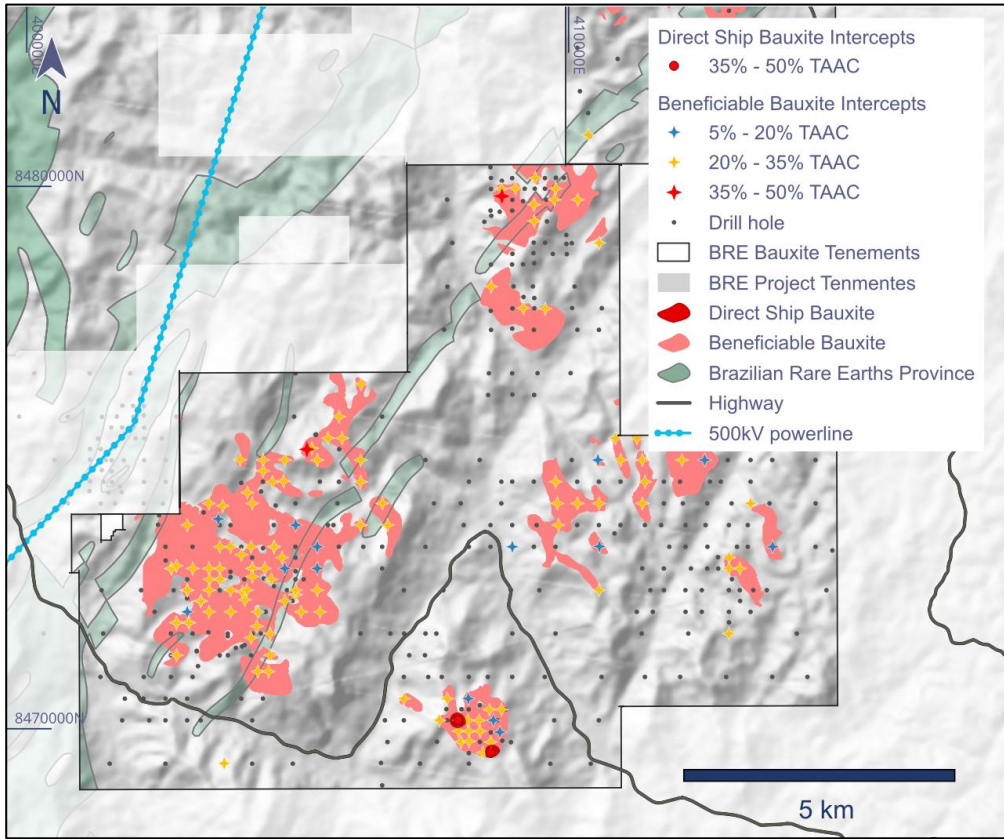 400000E
410000E
N
8480000N
8470000N
Direct Ship Bauxite Intercepts
35% - 50% TAAC
Beneficiable Bauxite Intercepts
5% - 20% TAAC
20% - 35% TAAC
35% - 50% TAAC
Drill hole
BRE Bauxite Tenements
BRE Project Tenmentes
Direct Ship Bauxite
Beneficiable Bauxite
Brazilian Rare Earths Province
Highway
500kV powerline
5 km